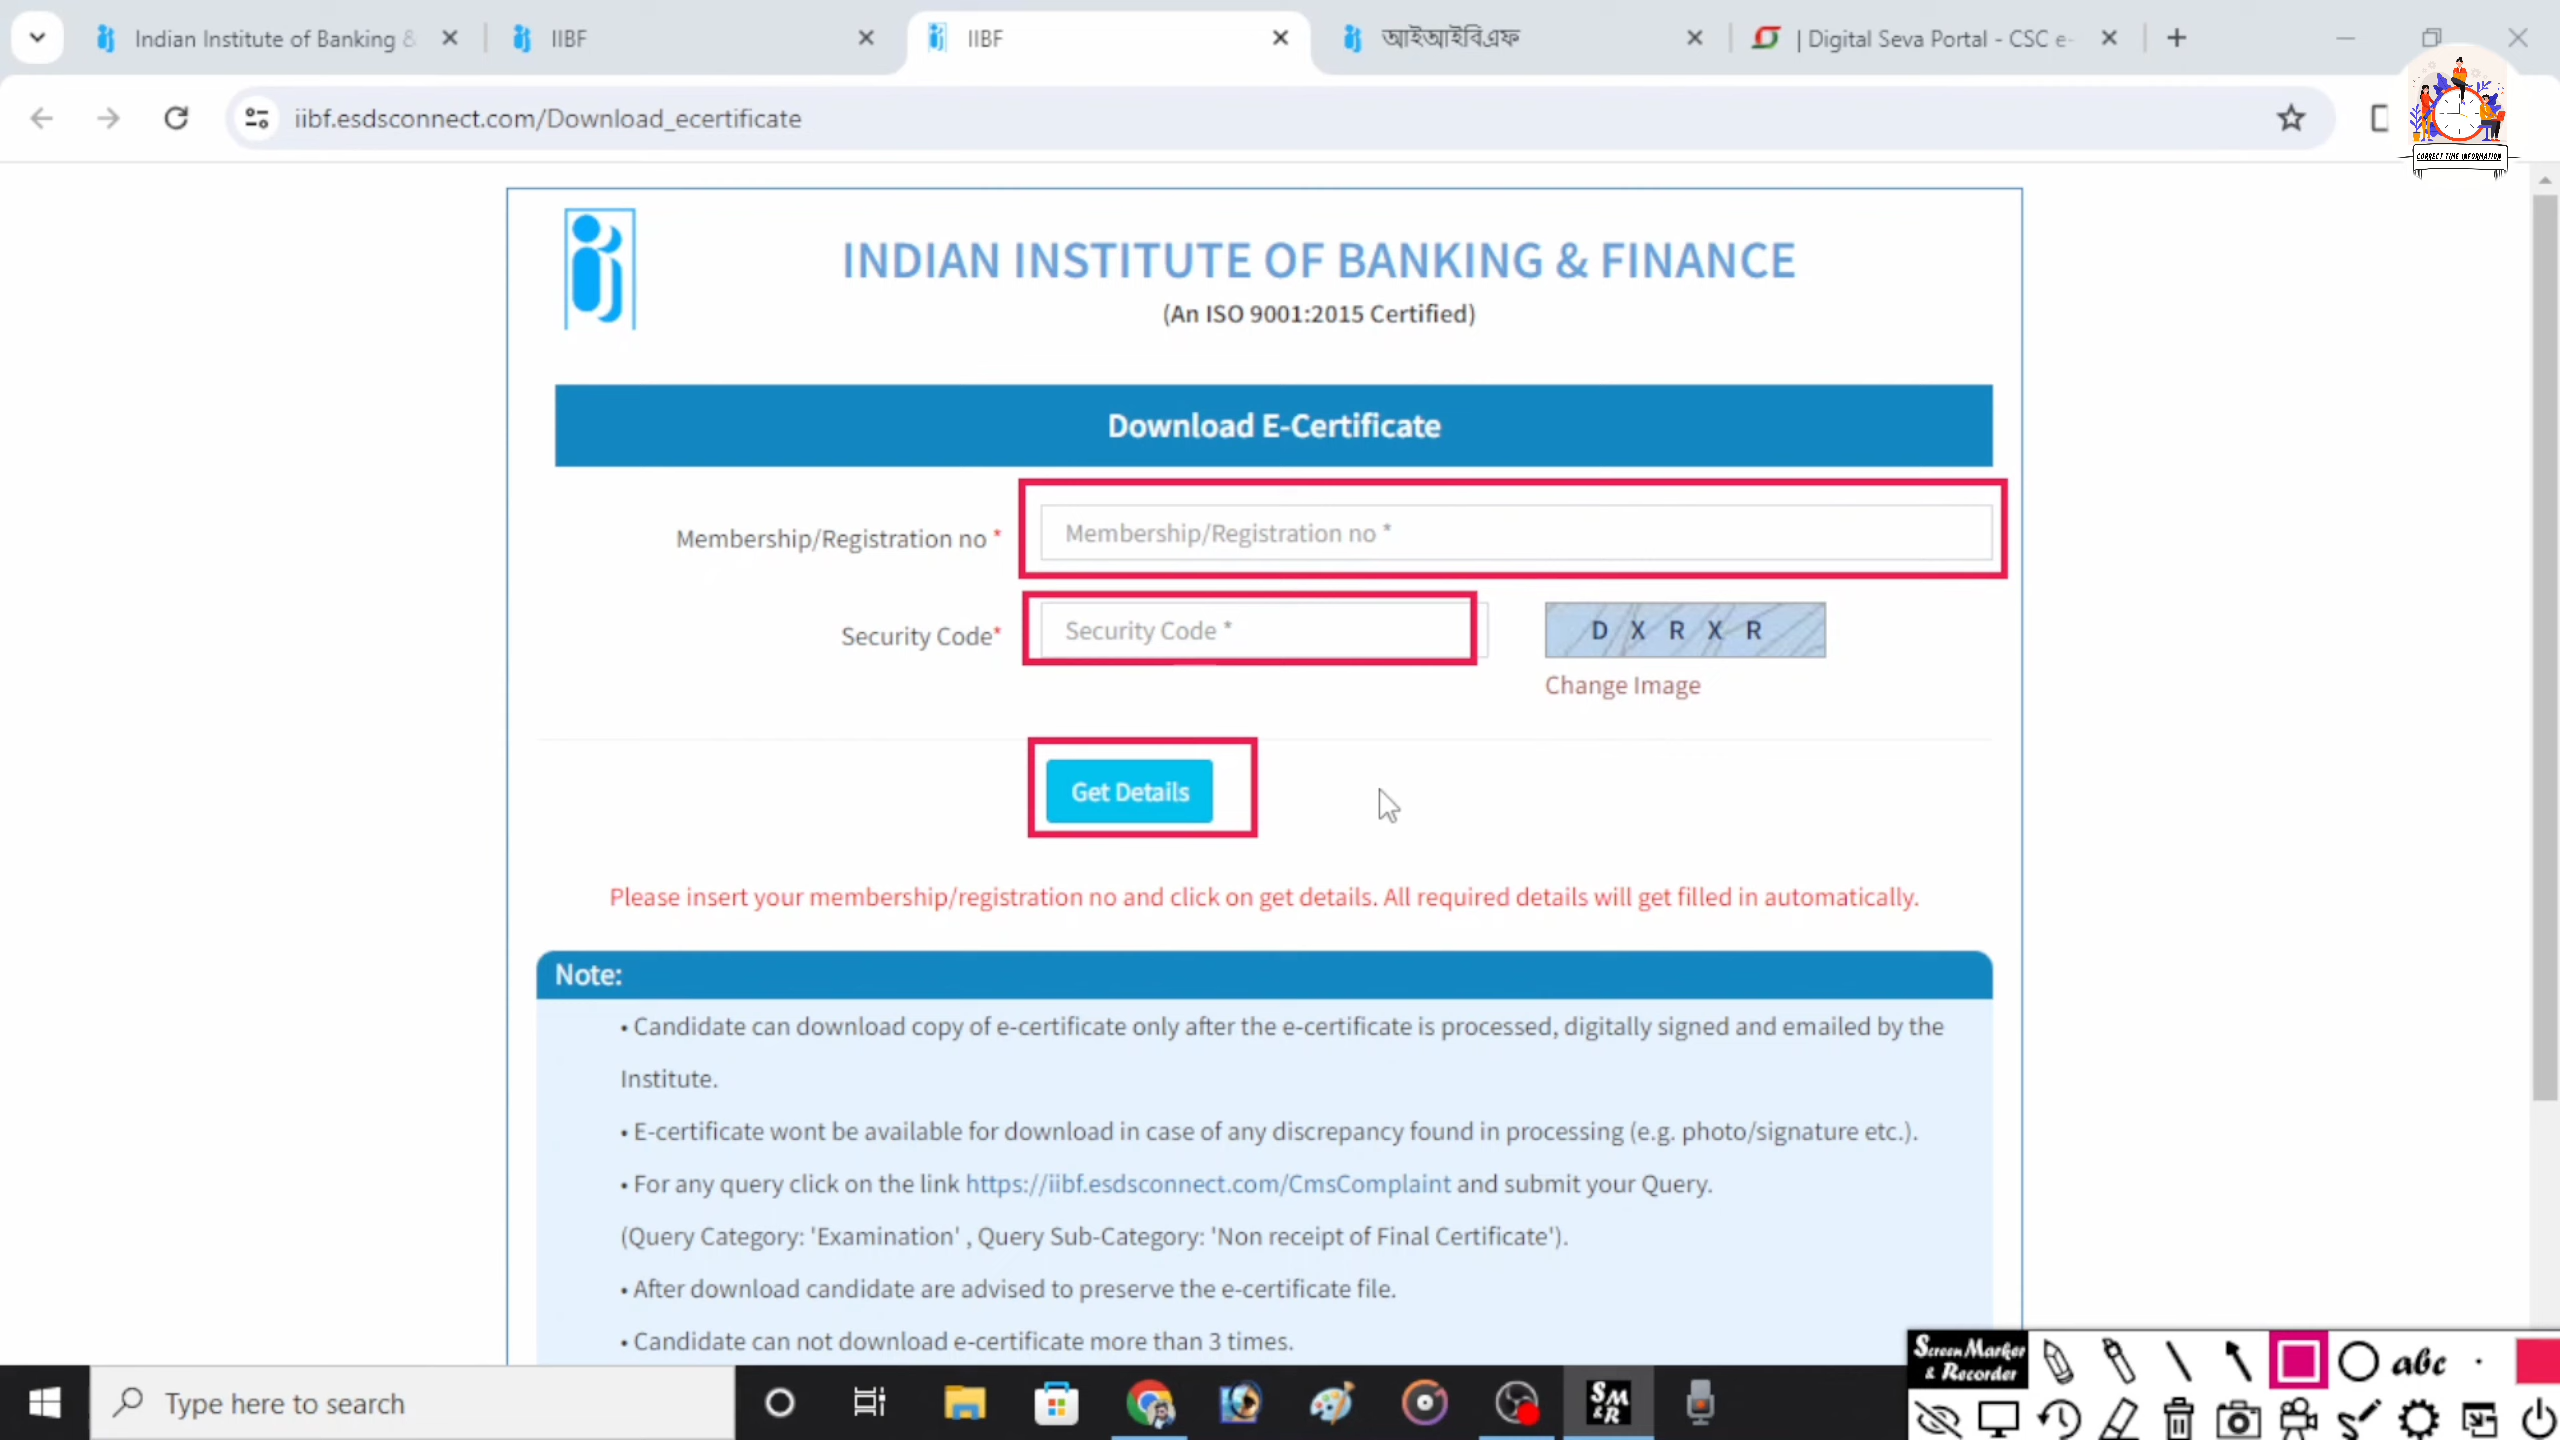 Indian Institute of Banking &
IIBF
IIBF
আইআইবিএফ
| Digital Seva Portal - CSC e-
iibf.esdsconnect.com/Download_ecertificate
CORRECT TIME INFORMATION
INDIAN INSTITUTE OF BANKING & FINANCE
(An ISO 9001:2015 Certified)
Download E-Certificate
Membership/Registration no *
Membership/Registration no *
Security Code*
Security Code *
D X R X R
Change Image
Get Details
Please insert your membership/registration no and click on get details. All required details will get filled in automatically.
Note:
• Candidate can download copy of e-certificate only after the e-certificate is processed, digitally signed and emailed by the
Institute.
• E-certificate wont be available for download in case of any discrepancy found in processing (e.g. photo/signature etc.).
• For any query click on the link https://iibf.esdsconnect.com/CmsComplaint and submit your Query.
(Query Category: 'Examination' , Query Sub-Category: 'Non receipt of Final Certificate').
• After download candidate are advised to preserve the e-certificate file.
• Candidate can not download e-certificate more than 3 times.
Screen Marker
& Recorder
abc
Type here to search
S
M
&R